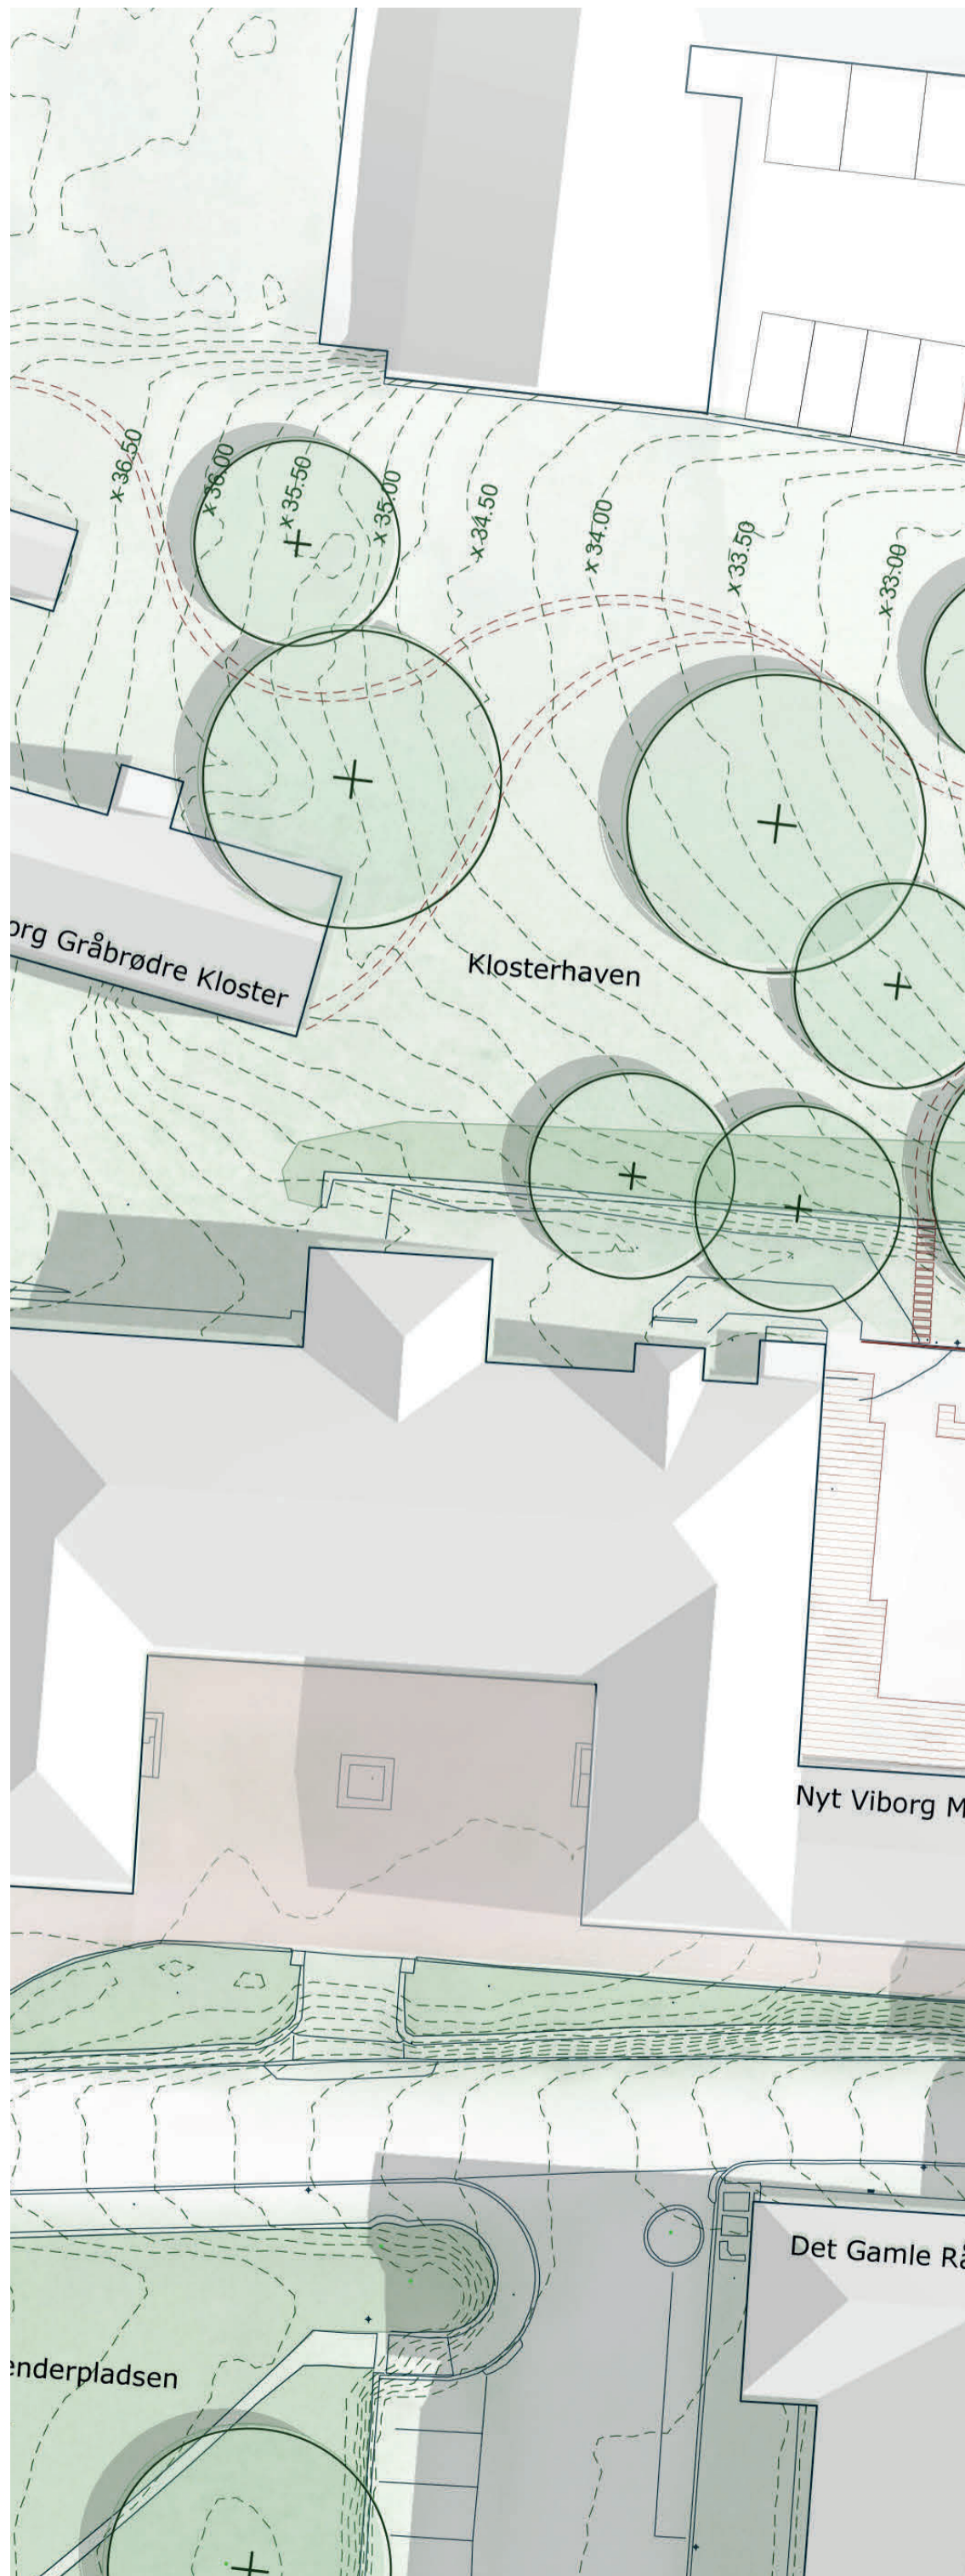 x 36.50
x 36.00
x 35.50
x 35.00
x 34.50
x 34.00
x 33.50
x 33.00
org Gråbrødre Kloster
Klosterhaven
Nyt Viborg M
Det Gamle Rå
enderpladsen